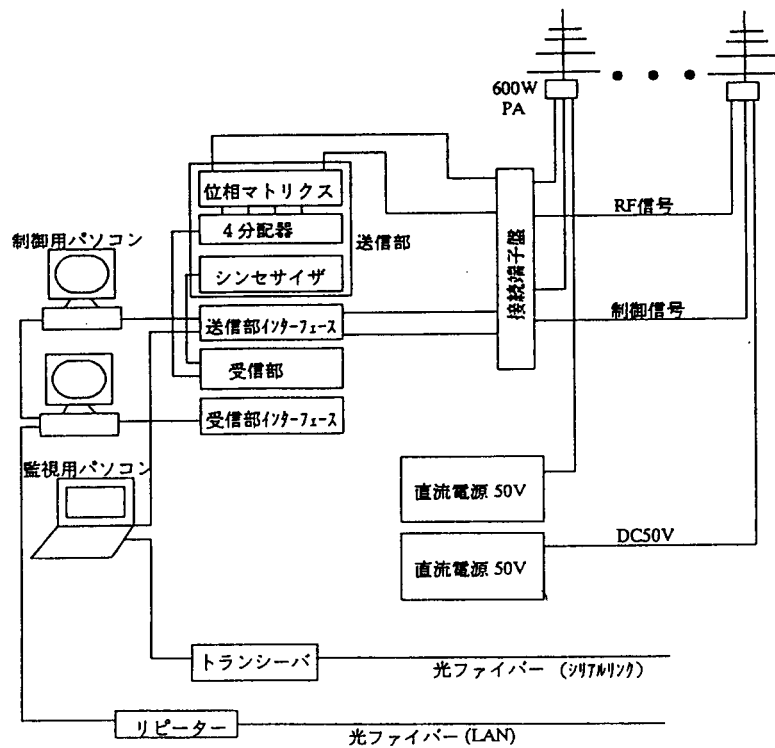 600W
PA
位相マトリクス
4分配器
シンセサイザ
送信部
制御用パソコン
送信部インターフェース
受信部
受信部インターフェース
接続端子盤
RF信号
制御信号
監視用パソコン
直流電源 50V
DC50V
直流電源 50V
トランシーバ
光ファイバー (シリアルリンク)
リピーター
光ファイバー (LAN)